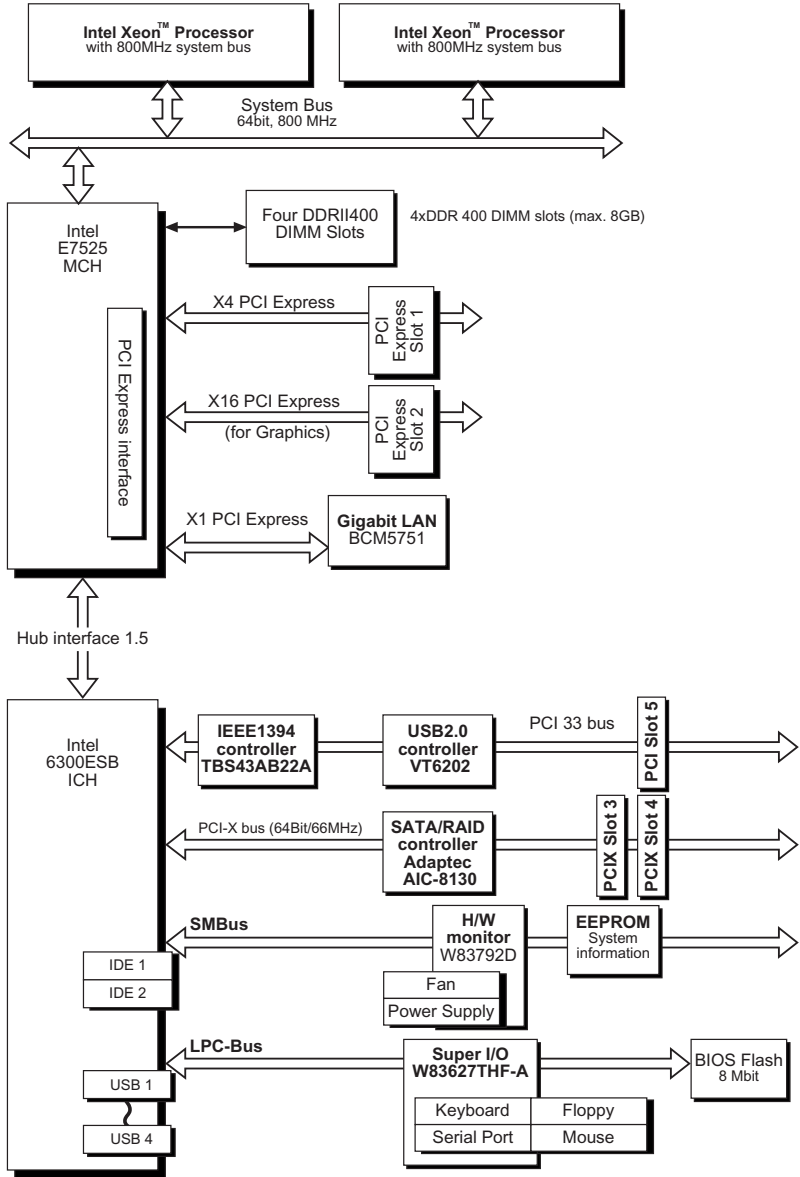 Intel Xeon™ Processor
with 800MHz system bus
Intel Xeon™ Processor
with 800MHz system bus
System Bus
64bit, 800 MHz
Intel
E7525
MCH
Four DDRII400
DIMM Slots
4xDDR 400 DIMM slots (max. 8GB)
X4 PCI Express
PCI
Express
Slot 1
PCI Express interface
X16 PCI Express
(for Graphics)
PCI
Express
Slot 2
X1 PCI Express
Gigabit LAN
BCM5751
Hub interface 1.5
Intel
6300ESB
ICH
IEEE1394
controller
TBS43AB22A
USB2.0
controller
VT6202
PCI 33 bus
PCI Slot 5
PCI-X bus (64Bit/66MHz)
SATA/RAID
controller
Adaptec
AIC-8130
PCIX Slot 3
PCIX Slot 4
SMBus
H/W
monitor
W83792D
Fan
Power Supply
EEPROM
System
information
IDE 1
IDE 2
LPC-Bus
Super I/O
W83627THF-A
Keyboard
Floppy
Serial Port
Mouse
BIOS Flash
8 Mbit
USB 1
USB 4